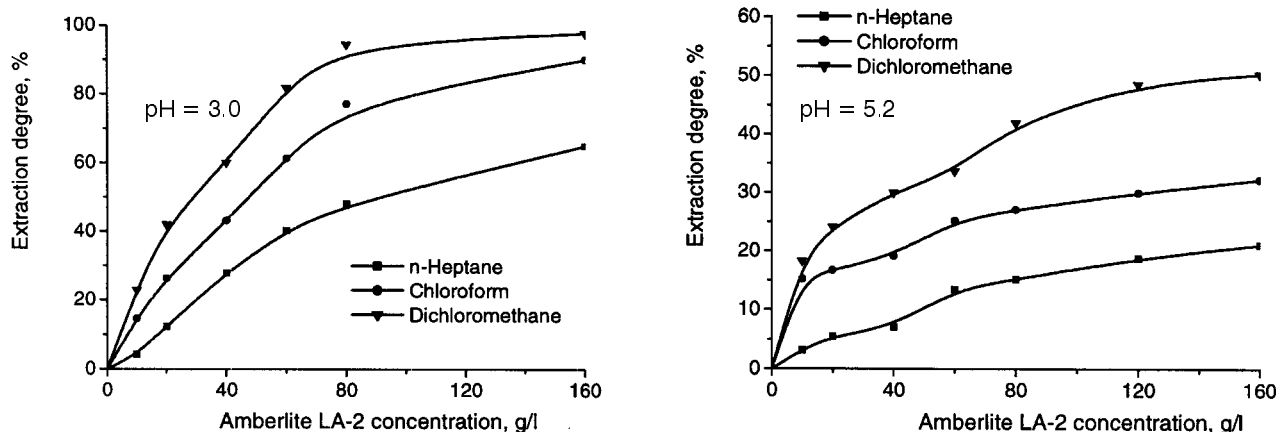 100
80
60
40
20
0
Extraction degree, %
pH = 3.0
n-Heptane
Chloroform
Dichloromethane
0 40 80 120 160
Amberlite LA-2 concentration, g/l
60
50
40
30
20
10
0
Extraction degree, %
n-Heptane
Chloroform
Dichloromethane
pH = 5.2
0 40 80 120 160
Amberlite LA-2 concentration, g/l